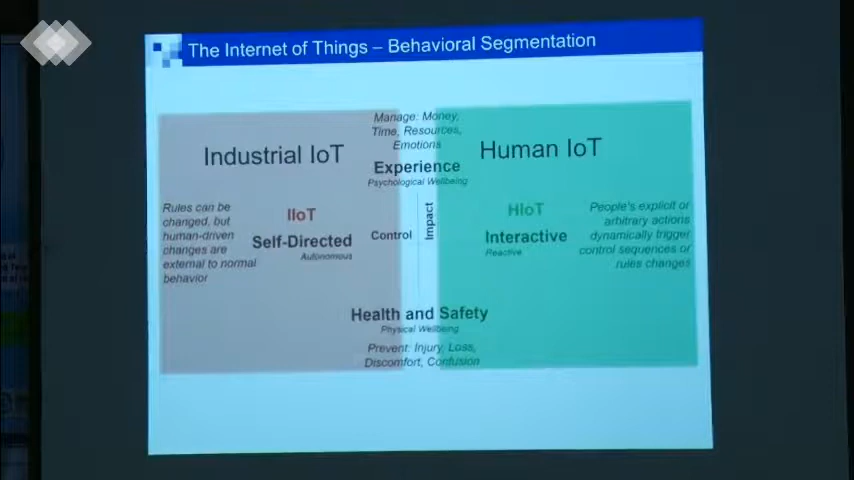 The Internet of Things – Behavioral Segmentation
Manage: Money,
Time, Resources,
Emotions
Industrial IoT
Human IoT
Experience
Psychological Wellbeing
Rules can be
changed, but
human-driven
changes are
external to normal
behavior
IIoT
Self-Directed
Autonomous
Control
Impact
HIoT
Interactive
Reactive
People's explicit or
arbitrary actions
dynamically trigger
control sequences or
rules changes
Health and Safety
Physical Wellbeing
Prevent: Injury, Loss,
Discomfort, Confusion